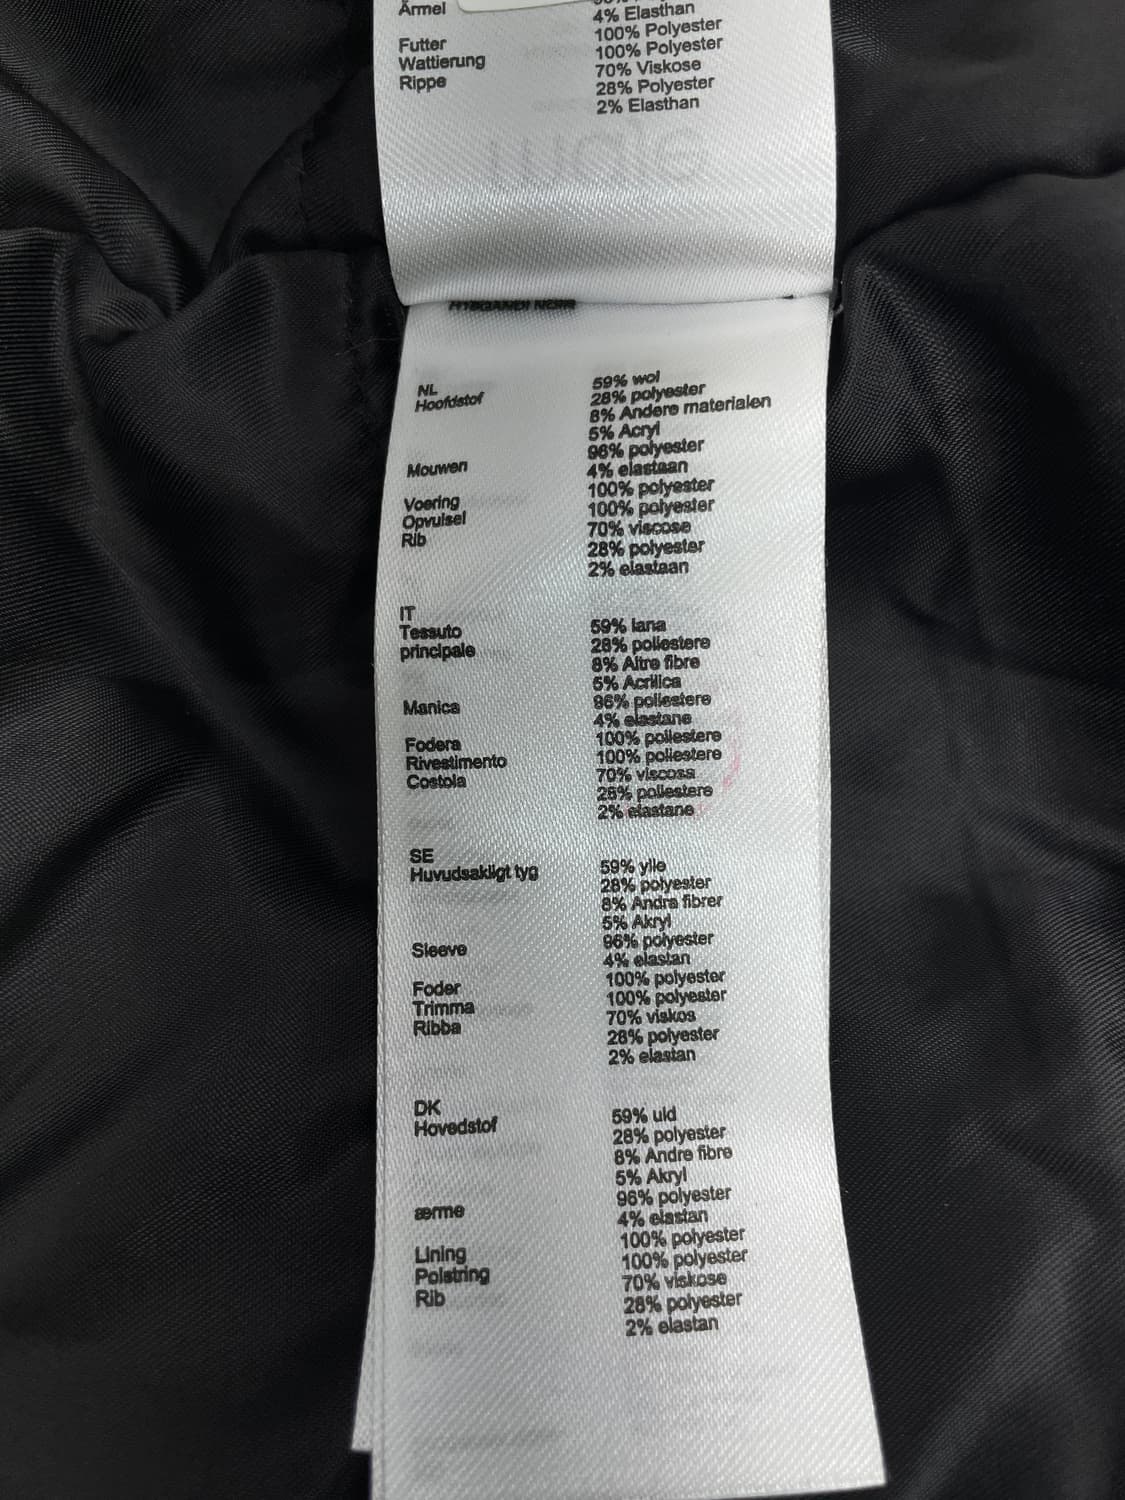 Ärmel
4% Elasthan
Futter 100% Polyester
Wattierung 100% Polyester
Rippe 70% Viskose
28% Polyester
2% Elasthan
maje
NL
Hoofdstof 59% wol
28% polyester
8% Andere materialen
5% Acryl
Mouwen 96% polyester
4% elastaan
Voering 100% polyester
Opvulsel 100% polyester
Rib 70% viscose
28% polyester
2% elastaan
IT
Tessuto 59% lana
principale 28% poliestere
8% Altre fibre
5% Acrilica
Manica 96% poliestere
4% elastane
Fodera 100% poliestere
Rivestimento 100% poliestere
Costola 70% viscosa
28% poliestere
2% elastane
SE
Huvudsakligt tyg 59% ylle
28% polyester
8% Andra fibrer
5% Akryl
Sleeve 96% polyester
4% elastan
Foder 100% polyester
Trimma 100% polyester
Ribba 70% viskos
28% polyester
2% elastan
DK
Hovedstof 59% uld
28% polyester
8% Andre fibre
5% Akryl
ærme 96% polyester
4% elastan
Lining 100% polyester
Polstring 100% polyester
Rib 70% viskose
28% polyester
2% elastan